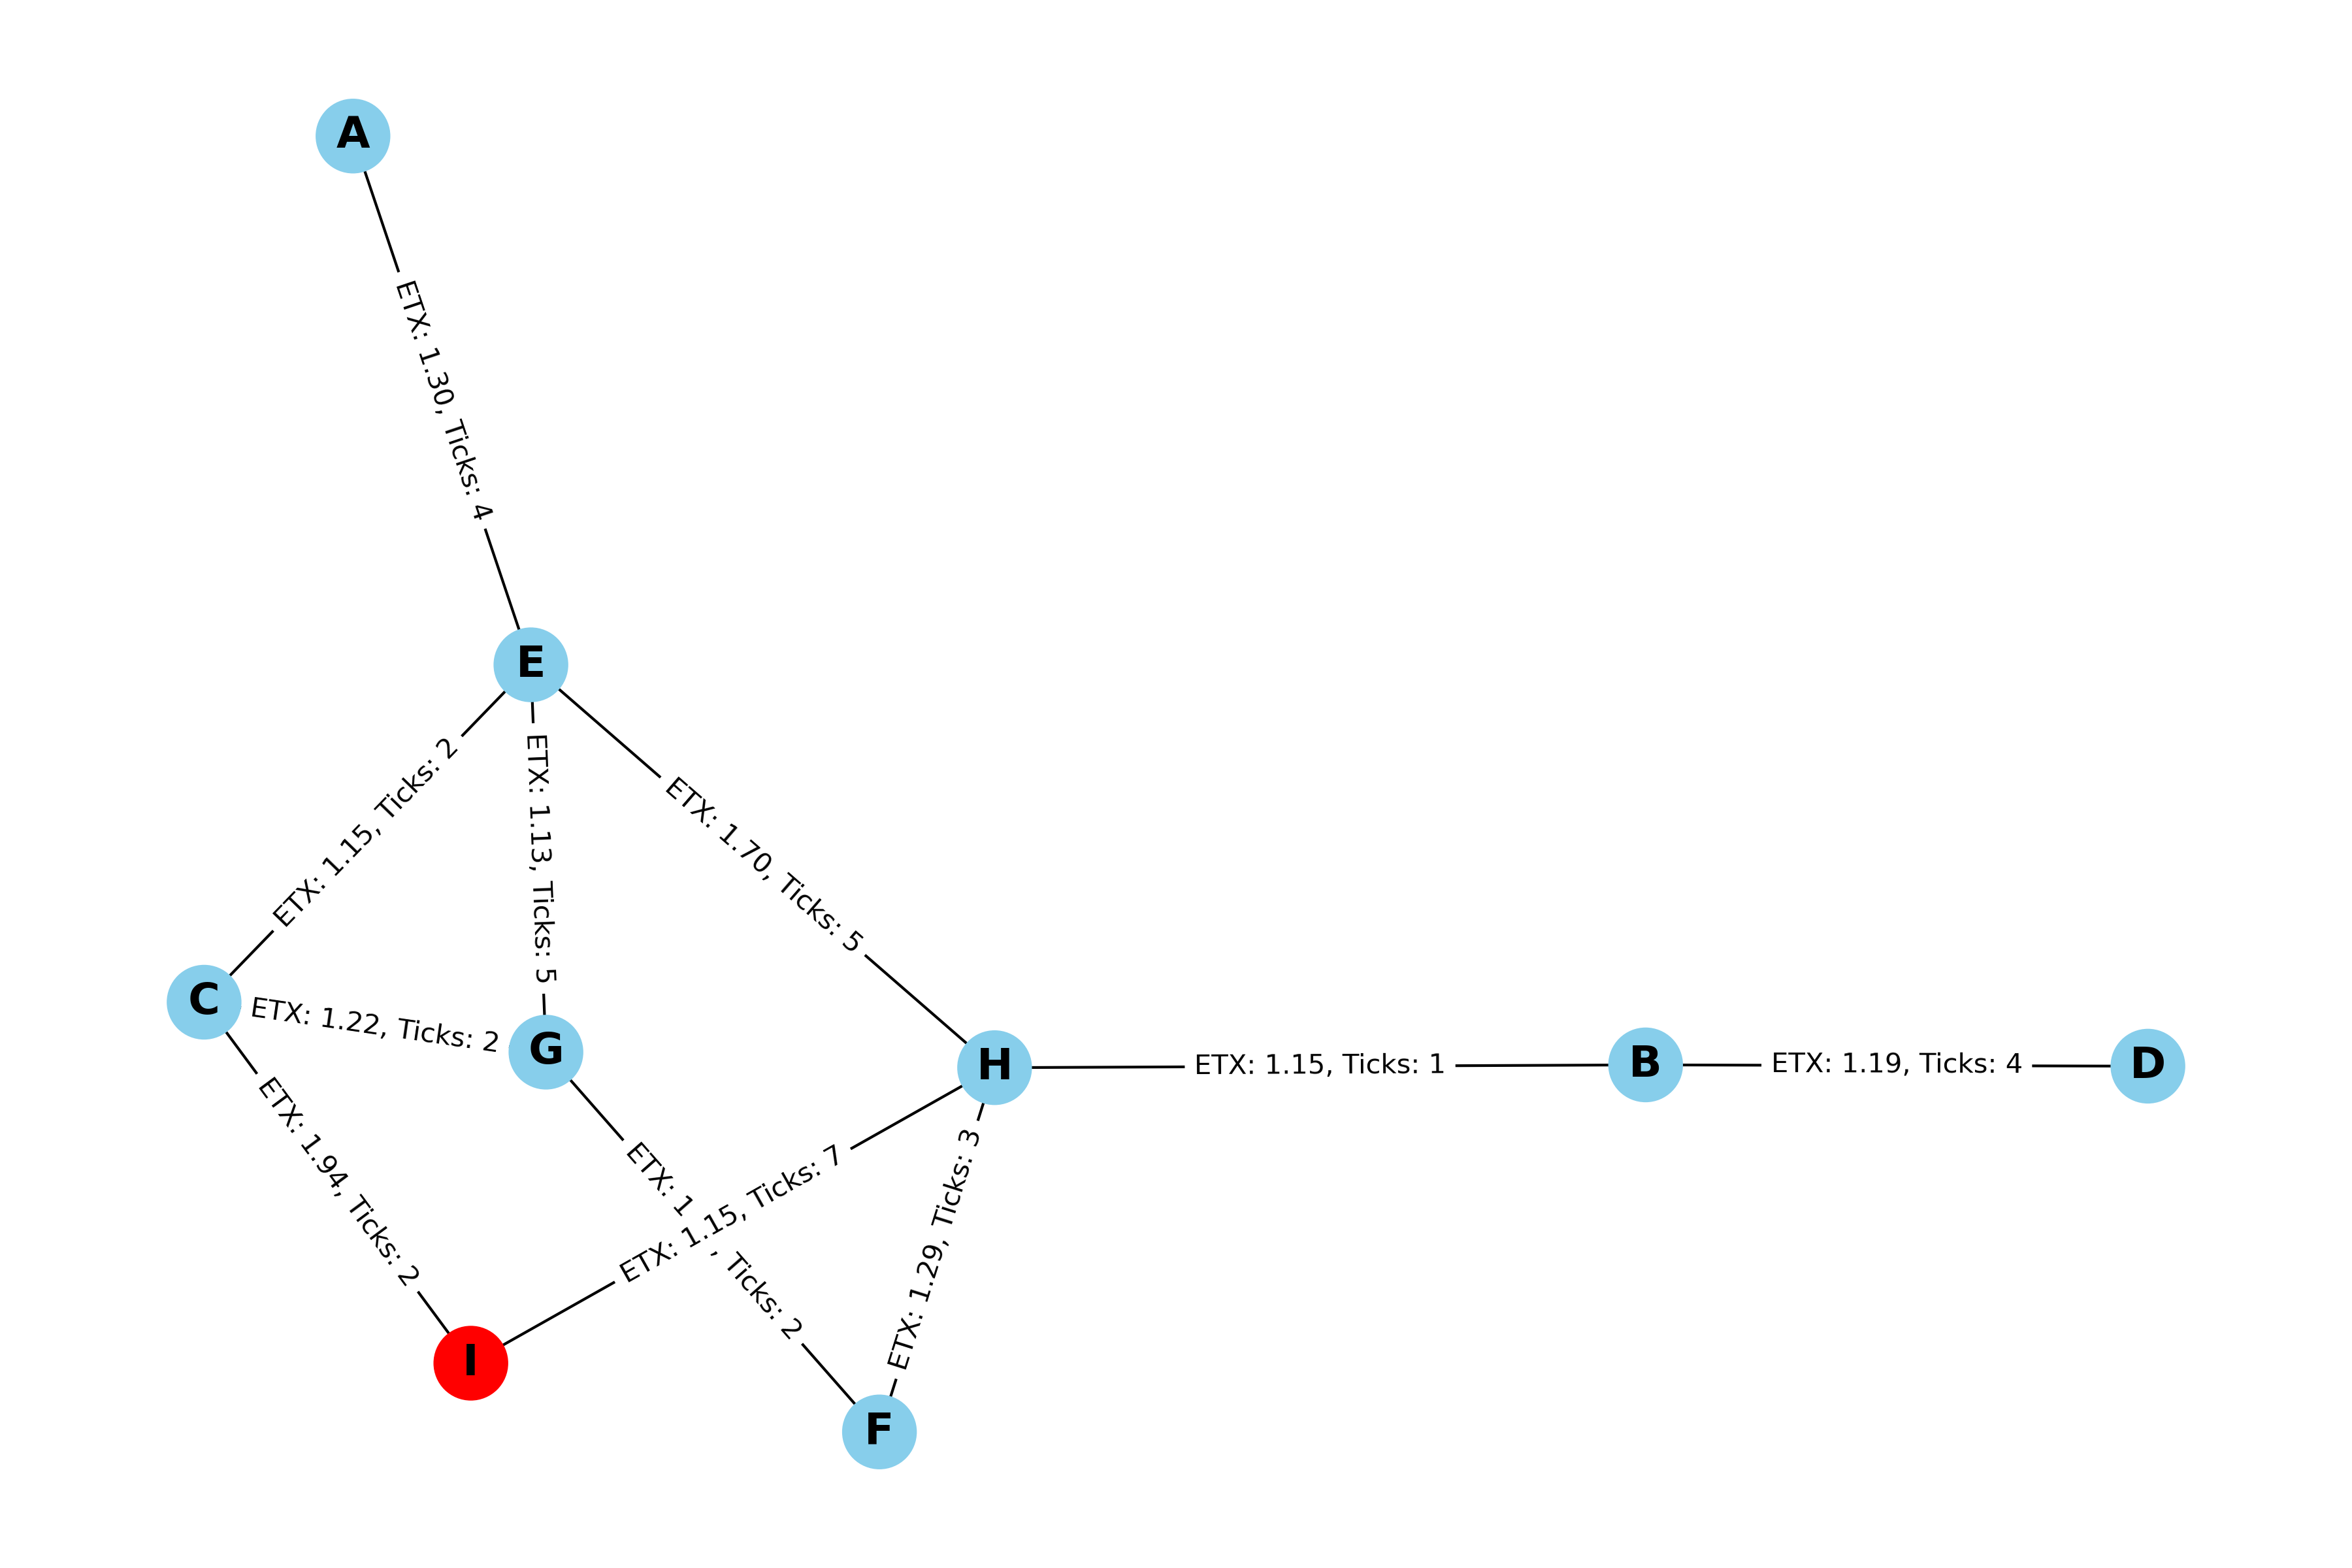 A
ETX: 1.30, Ticks: 4
E
ETX: 1.15, Ticks: 2
ETX: 1.13, Ticks: 5
ETX: 1.70, Ticks: 5
C
ETX: 1.22, Ticks: 2
G
H
ETX: 1.15, Ticks: 1
B
ETX: 1.19, Ticks: 4
D
ETX: 1.94, Ticks: 2
ETX: 1.15, Ticks: 7
ETX: Ticks: 2
ETX: 1.29, Ticks: 3
I
F